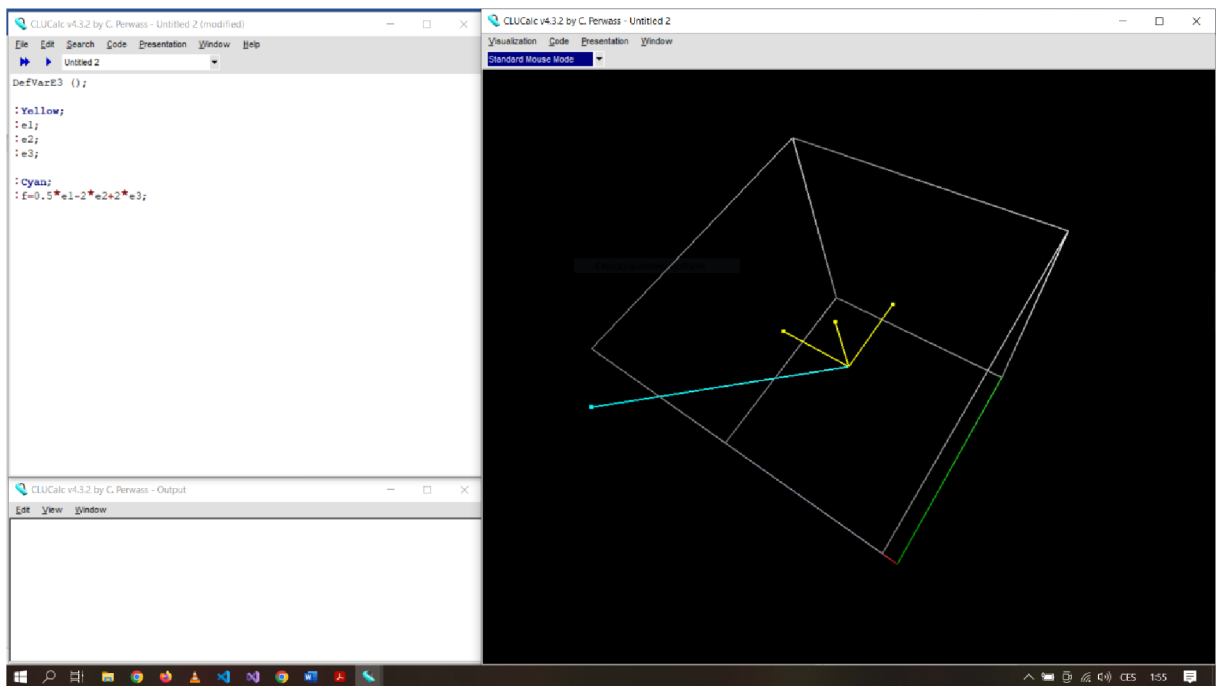 CLUCalc v4.3.2 by C. Perwass - Untitled 2 (modified)
File Edit Search Code Presentation Window Help
Untitled 2
DefVarE3 ();
:Yellow;
:e1;
:e2;
:e3;
:Cyan;
:f=0.5*e1-2*e2+2*e3;
CLUCalc v4.3.2 by C. Perwass - Output
Edit View Window
CLUCalc v4.3.2 by C. Perwass - Untitled 2
Visualization Code Presentation Window
Standard Mouse Mode
CES 1:55